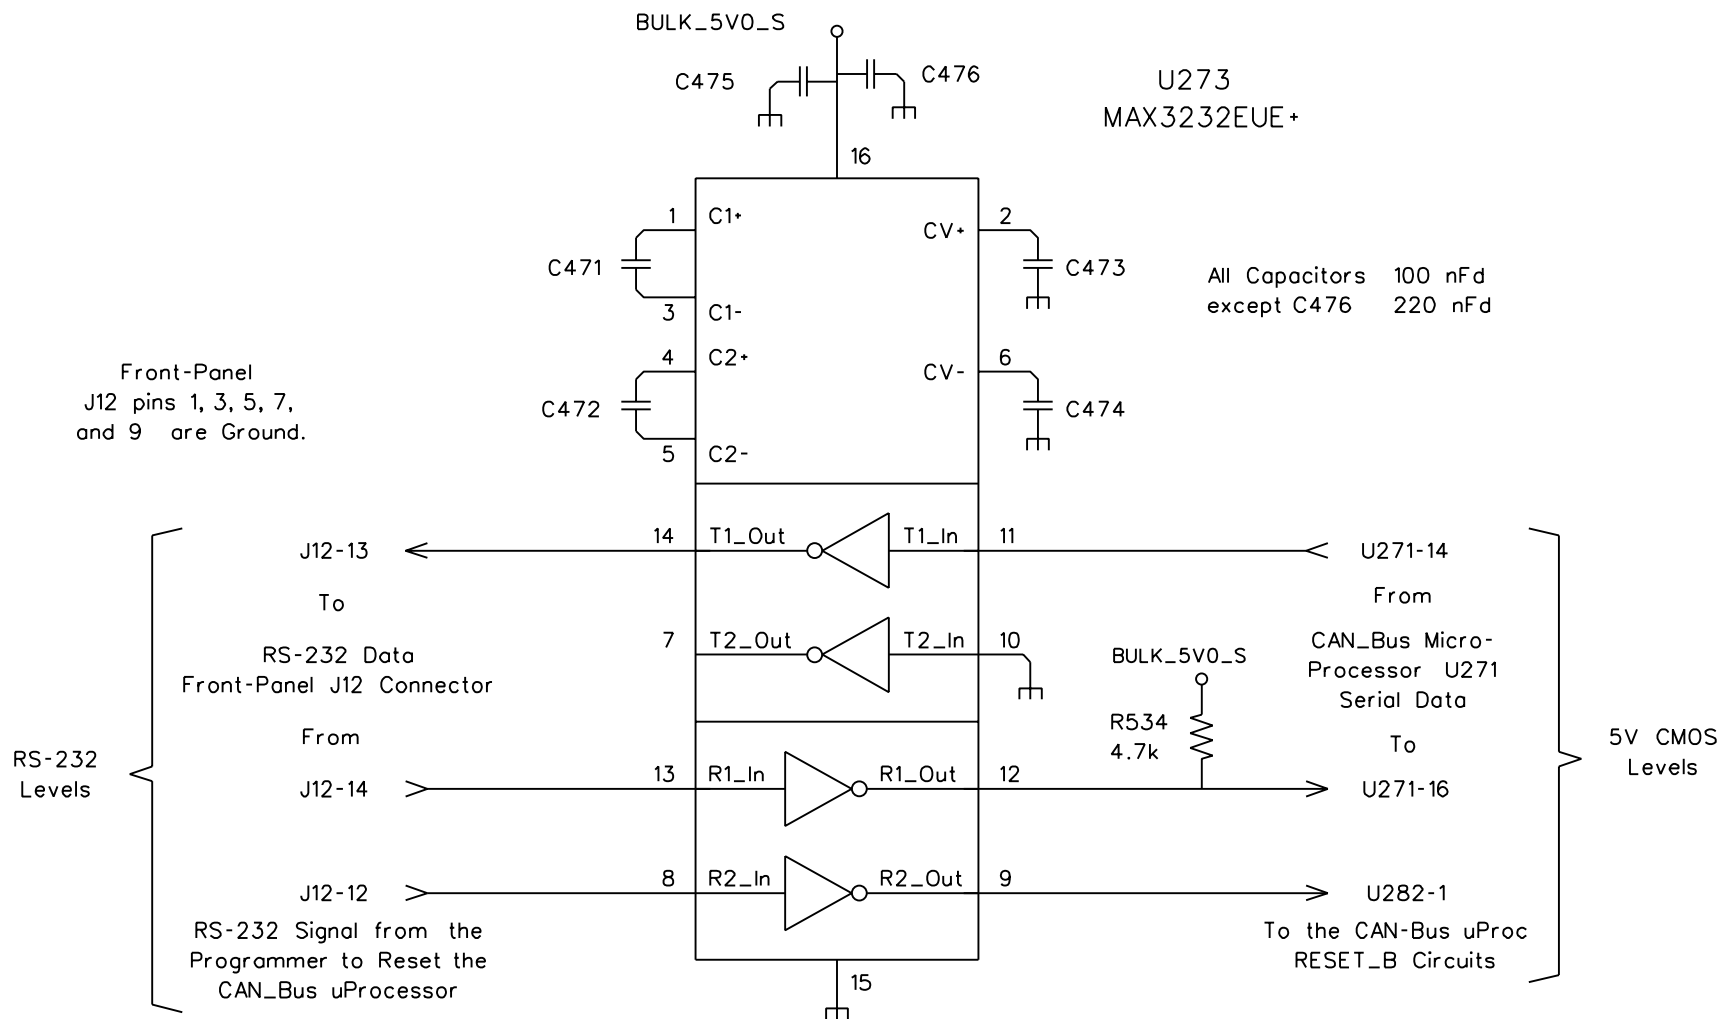 BULK_5V0_S
C475
C476
U273
MAX3232EUE+
16
1
C1+
CV+
2
C471
C473
3
C1-
All Capacitors 100 nFd
except C476 220 nFd
4
C2+
CV-
6
C472
C474
5
C2-
Front-Panel
J12 pins 1, 3, 5, 7,
and 9 are Ground.
J12-13
14
T1_Out
T1_In
11
U271-14
To
From
7
T2_Out
T2_In
10
RS-232 Data
Front-Panel J12 Connector
BULK_5V0_S
CAN_Bus Micro-
Processor U271
Serial Data
From
R534
4.7k
To
RS-232
Levels
5V CMOS
Levels
J12-14
13
R1_In
R1_Out
12
U271-16
J12-12
8
R2_In
R2_Out
9
U282-1
RS-232 Signal from the
Programmer to Reset the
CAN_Bus uProcessor
To the CAN-Bus uProc
RESET_B Circuits
15